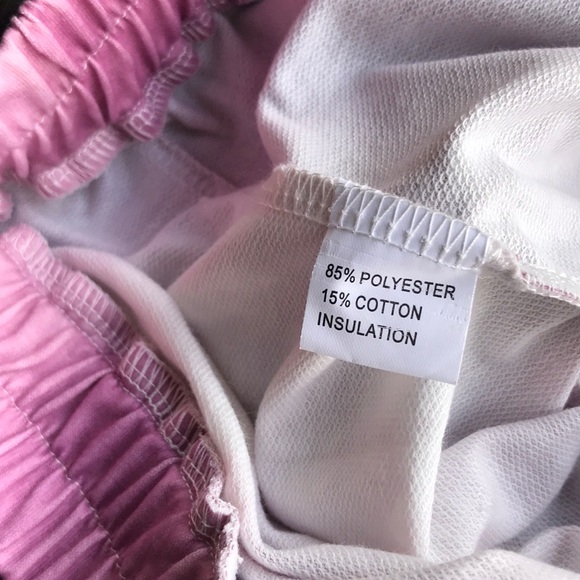 85% POLYESTER
15% COTTON
INSULATION